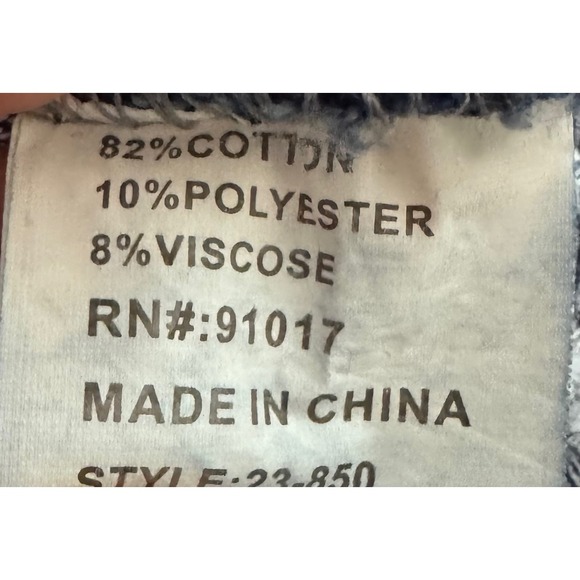 82%COTTON
10%POLYESTER
8%VISCOSE
RN#:91017
MADE IN CHINA
STYLE:23-850